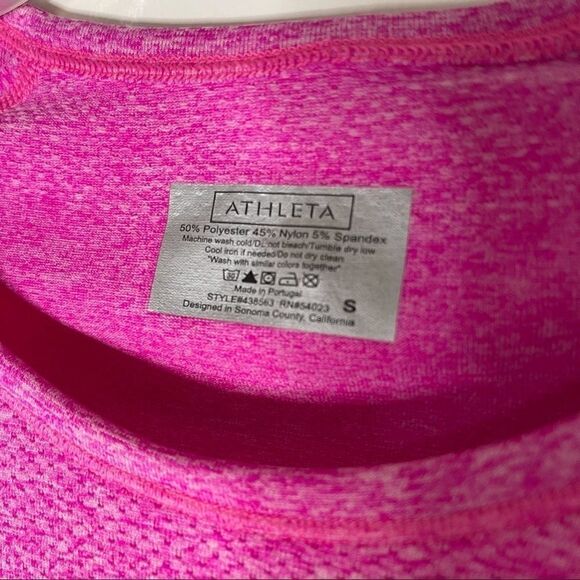 ATHLETA
50% Polyester 45% Nylon 5% Spandex
Machine wash cold/Do not bleach/Tumble dry low
Cool iron if needed/Do not dry clean
"Wash with similar colors together"
Made in Portugal
STYLE#438563 RN#54023 S
Designed in Sonoma County, California